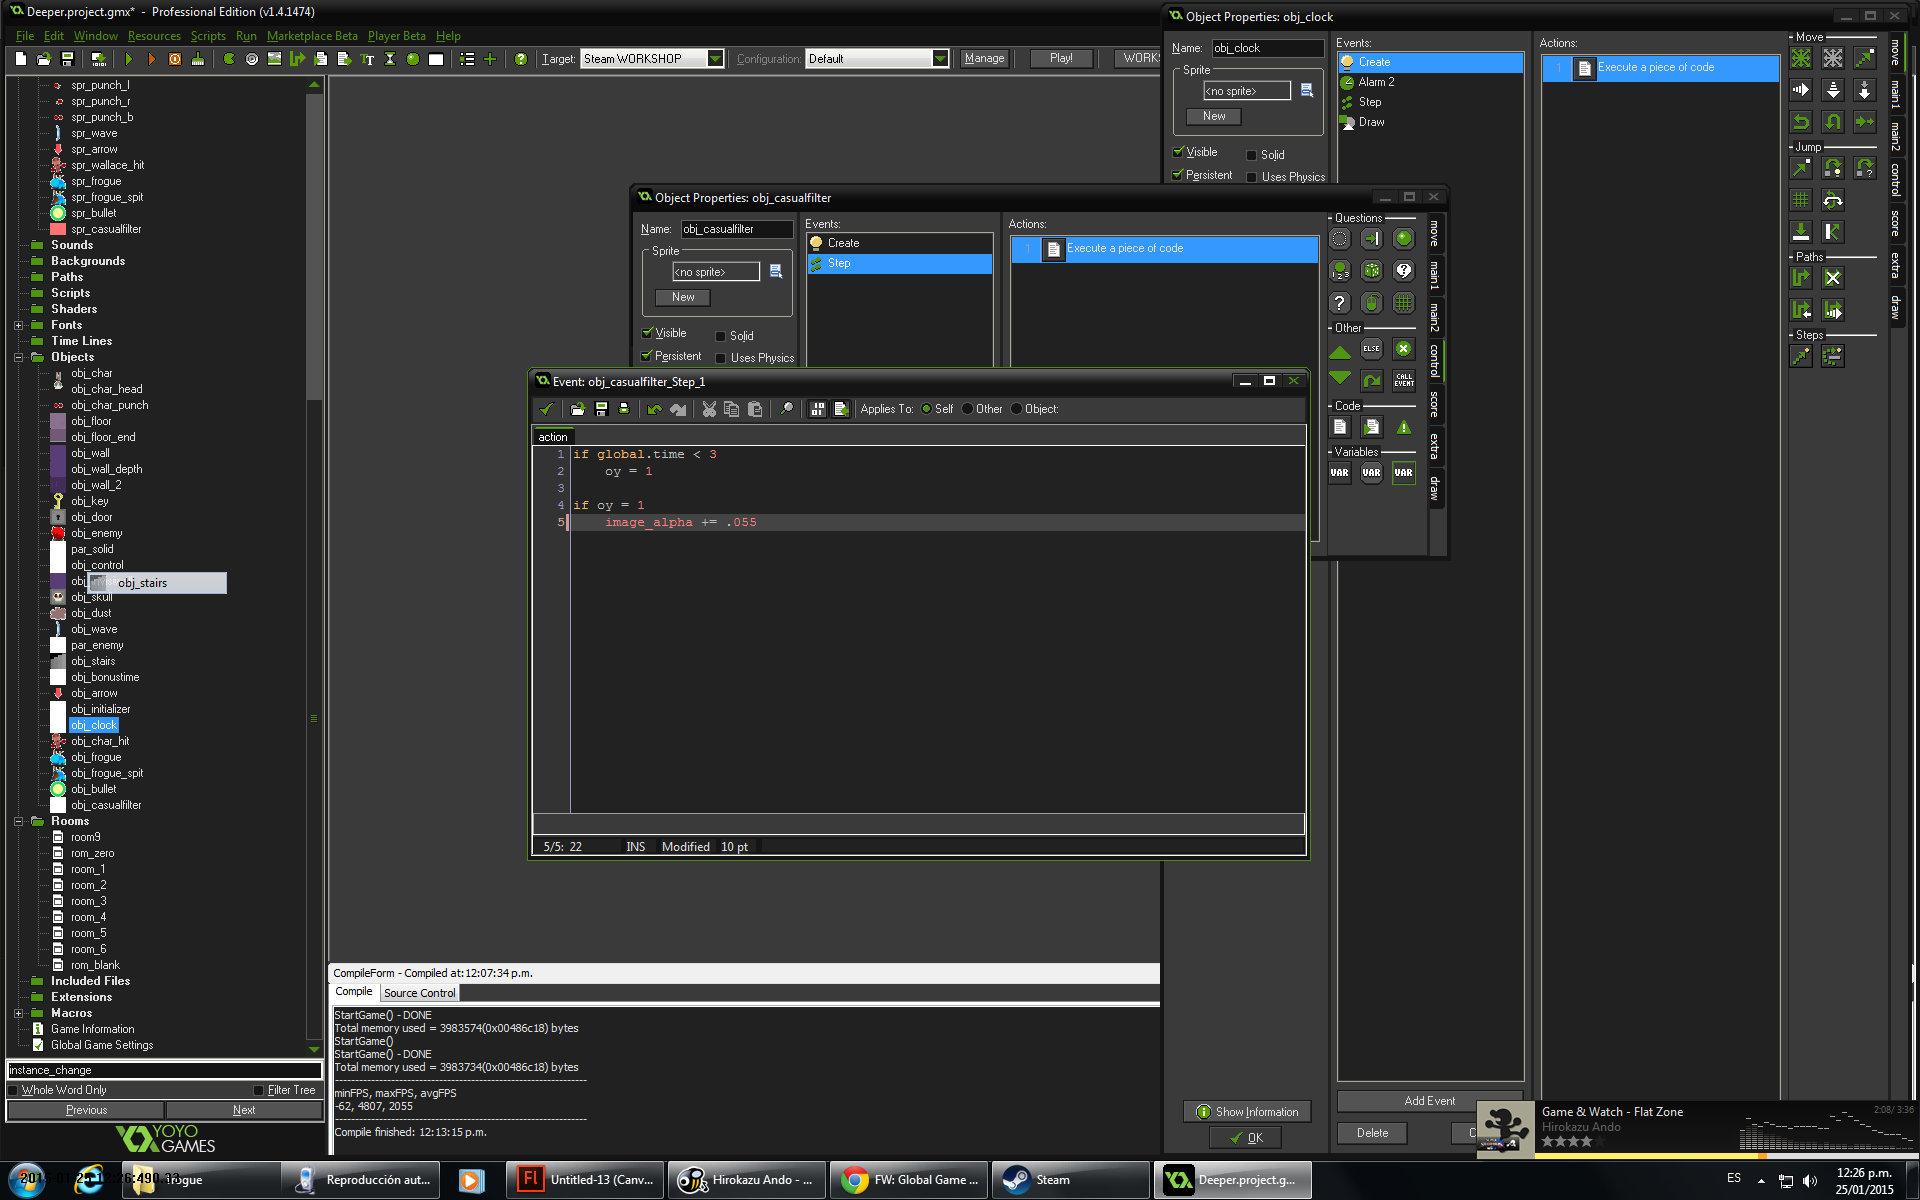 Deeper.project.gmx* - Professional Edition (v1.4.1474)
File Edit Window Resources Scripts Run Marketplace Beta Player Beta Help
Target: Steam WORKSHOP Configuration: Default Manage Play! WORK
spr_punch_l
spr_punch_r
spr_punch_b
spr_wave
spr_arrow
spr_wallace_hit
spr_frogue
spr_frogue_spit
spr_bullet
spr_casualfilter
Sounds
Backgrounds
Paths
Scripts
Shaders
Fonts
Time Lines
Objects
obj_char
obj_char_head
obj_char_punch
obj_floor
obj_floor_end
obj_wall
obj_wall_depth
obj_wall_2
obj_key
obj_door
obj_enemy
par_solid
obj_control
obj_stairs
obj_skull
obj_dust
obj_wave
par_enemy
obj_stairs
obj_bonustime
obj_arrow
obj_initializer
obj_clock
obj_char_hit
obj_frogue
obj_frogue_spit
obj_bullet
obj_casualfilter
Rooms
room9
rom_zero
room_1
room_2
room_3
room_4
room_5
room_6
rom_blank
Included Files
Extensions
Macros
Game Information
Global Game Settings
instance_change
Whole Word Only Filter Tree
Previous Next
YOYO
GAMES
Object Properties: obj_clock
Name: obj_clock
Sprite
<no sprite>
New
Visible Solid
Persistent Uses Physics
Events:
Create
Alarm 2
Step
Draw
Actions:
1 Execute a piece of code
Move
Jump
Paths
Steps
move
main1
main2
control
score
extra
draw
Show Information
OK
Add Event
Delete
Object Properties: obj_casualfilter
Name: obj_casualfilter
Sprite
<no sprite>
New
Visible Solid
Persistent Uses Physics
Events:
Create
Step
Actions:
1 Execute a piece of code
Questions
Other
ELSE
CALL EVENT
Code
Variables
VAR VAR VAR
move
main1
main2
control
score
extra
draw
Event: obj_casualfilter_Step_1
Applies To: Self Other Object:
action
1 if global.time < 3
2 oy = 1
3
4 if oy = 1
5 image_alpha += .055
5/5: 22 INS Modified 10 pt
CompileForm - Compiled at: 12:07:34 p.m.
Compile Source Control
StartGame() - DONE
Total memory used = 3983574(0x00486c18) bytes
StartGame()
StartGame() - DONE
Total memory used = 3983734(0x00486c18) bytes
minFPS, maxFPS, avgFPS
-62, 4807, 2055
Compile finished: 12:13:15 p.m.
Game & Watch - Flat Zone
Hirokazu Ando
2:08/ 3:36
Reproducción aut...
Untitled-13 (Canv...
Hirokazu Ando - ...
FW: Global Game ...
Steam
Deeper.project.g...
ES
12:26 p.m.
25/01/2015